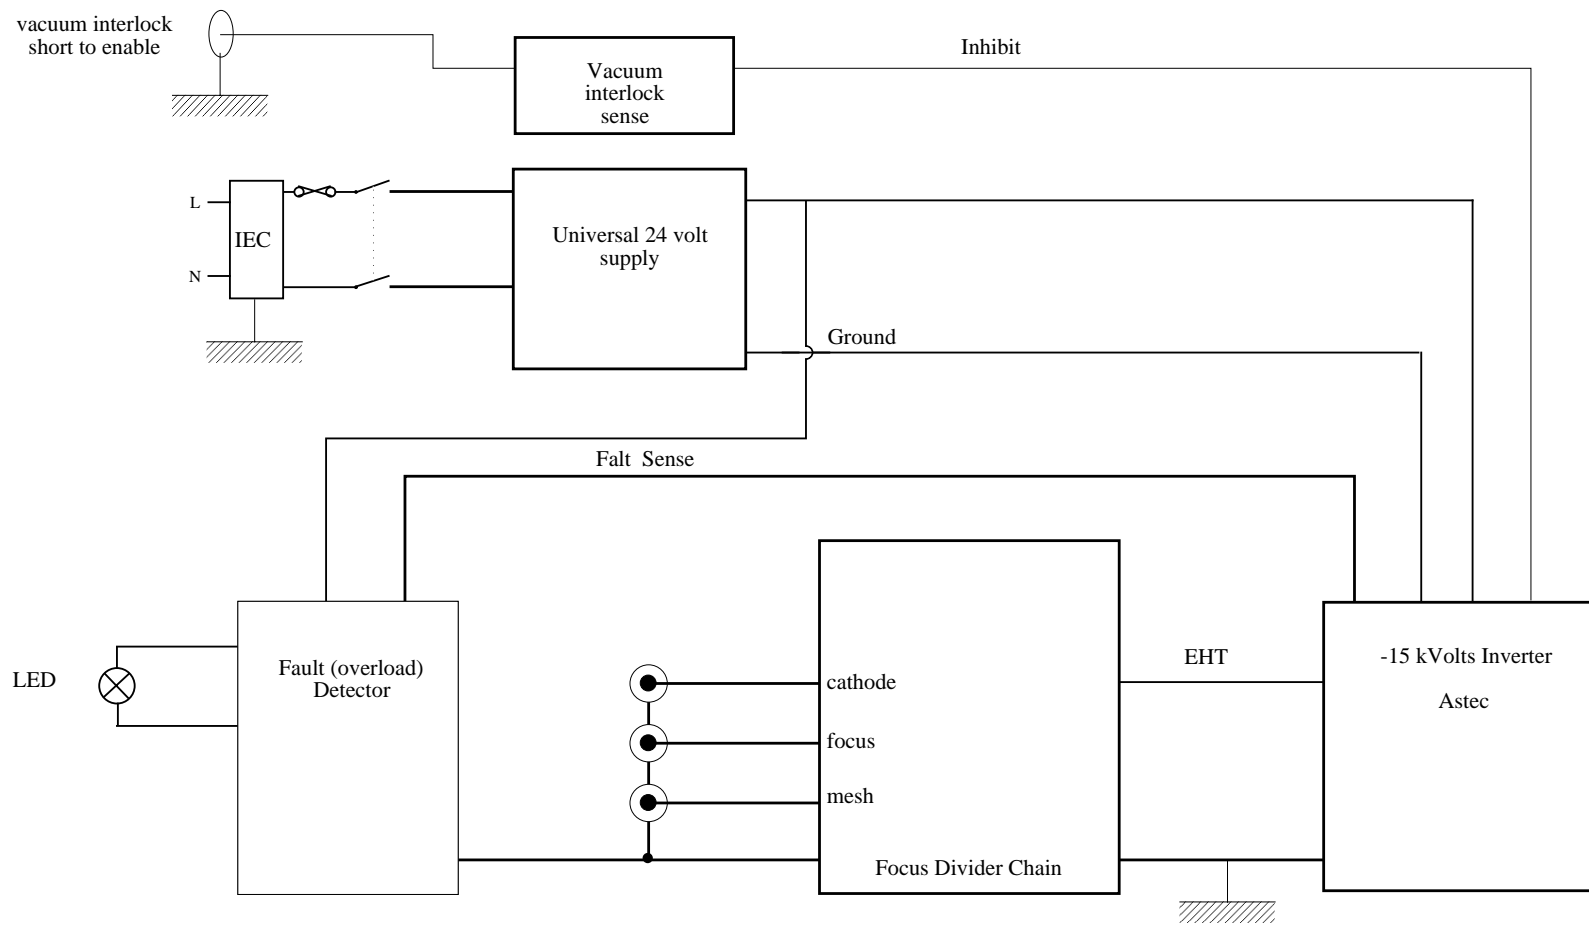 vacuum interlock
short to enable
Vacuum
interlock
sense
Inhibit
L
IEC
N
Universal 24 volt
supply
Ground
Falt Sense
LED
Fault (overload)
Detector
cathode
focus
mesh
Focus Divider Chain
EHT
-15 kVolts Inverter
Astec